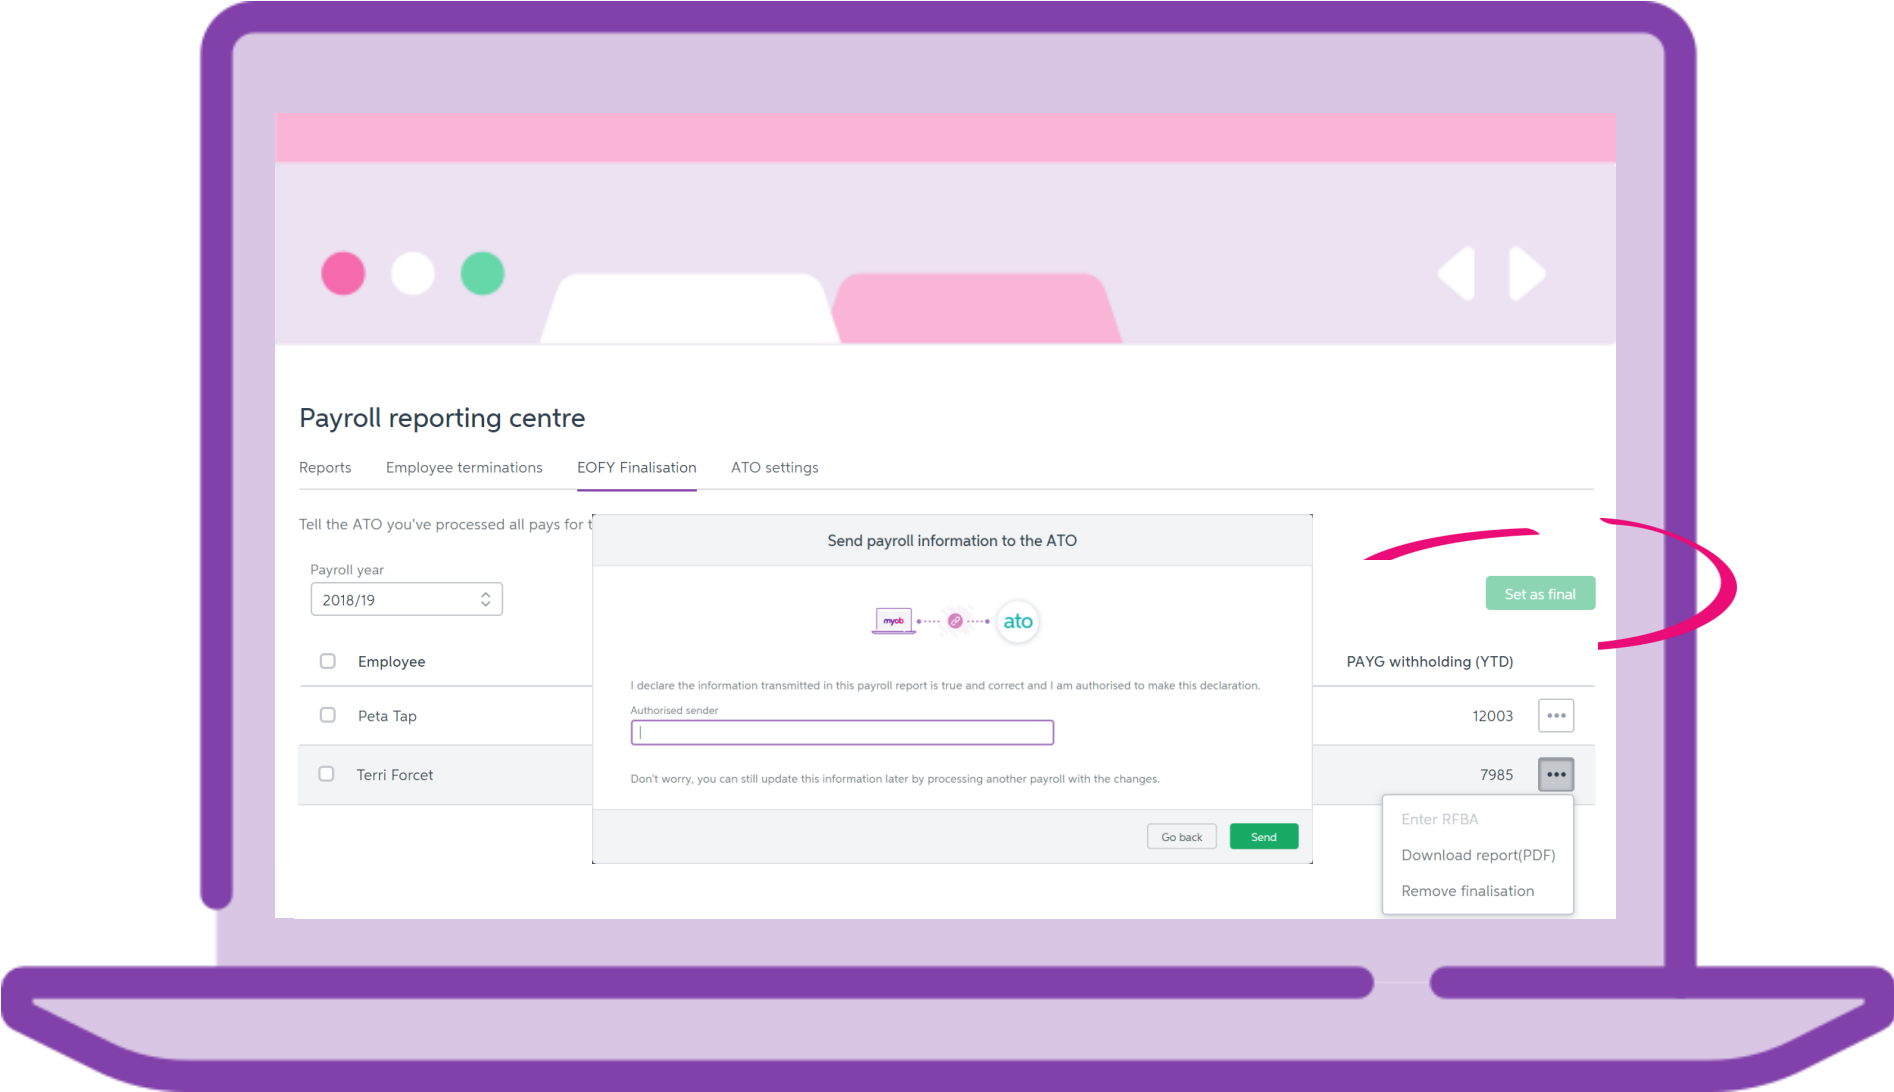 Payroll reporting centre
Reports Employee terminations EOFY Finalisation ATO settings
Tell the ATO you've processed all pays for t
Payroll year
2018/19
Set as final
Employee PAYG withholding (YTD)
Peta Tap 12003
Terri Forcet 7985
Send payroll information to the ATO
myob ato
I declare the information transmitted in this payroll report is true and correct and I am authorised to make this declaration.
Authorised sender
Don't worry, you can still update this information later by processing another payroll with the changes.
Go back Send
Enter RFBA
Download report(PDF)
Remove finalisation